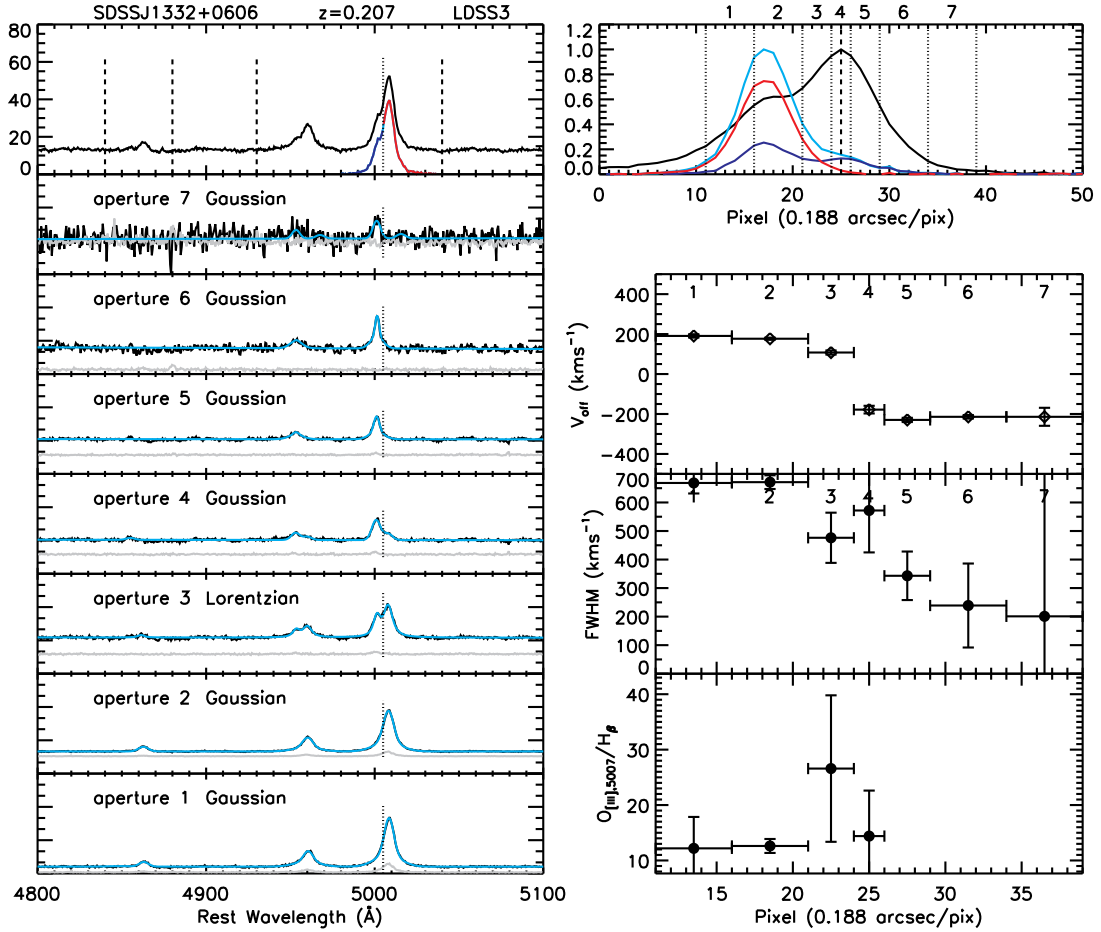 SDSSJ1332+0606 z=0.207 LDSS3
80
60
40
20
0
aperture 7 Gaussian
aperture 6 Gaussian
aperture 5 Gaussian
aperture 4 Gaussian
aperture 3 Lorentzian
aperture 2 Gaussian
aperture 1 Gaussian
4800 4900 5000 5100
Rest Wavelength (Å)
1 2 3 4 5 6 7
1.2
1.0
0.8
0.6
0.4
0.2
0.0
0 10 20 30 40 50
Pixel (0.188 arcsec/pix)
1 2 3 4 5 6 7
400
200
0
−200
−400
V_off (kms⁻¹)
1 2 3 4 5 6 7
700
600
500
400
300
200
100
0
FWHM (kms⁻¹)
40
30
20
10
O_[III],5007/H_β
15 20 25 30 35
Pixel (0.188 arcsec/pix)